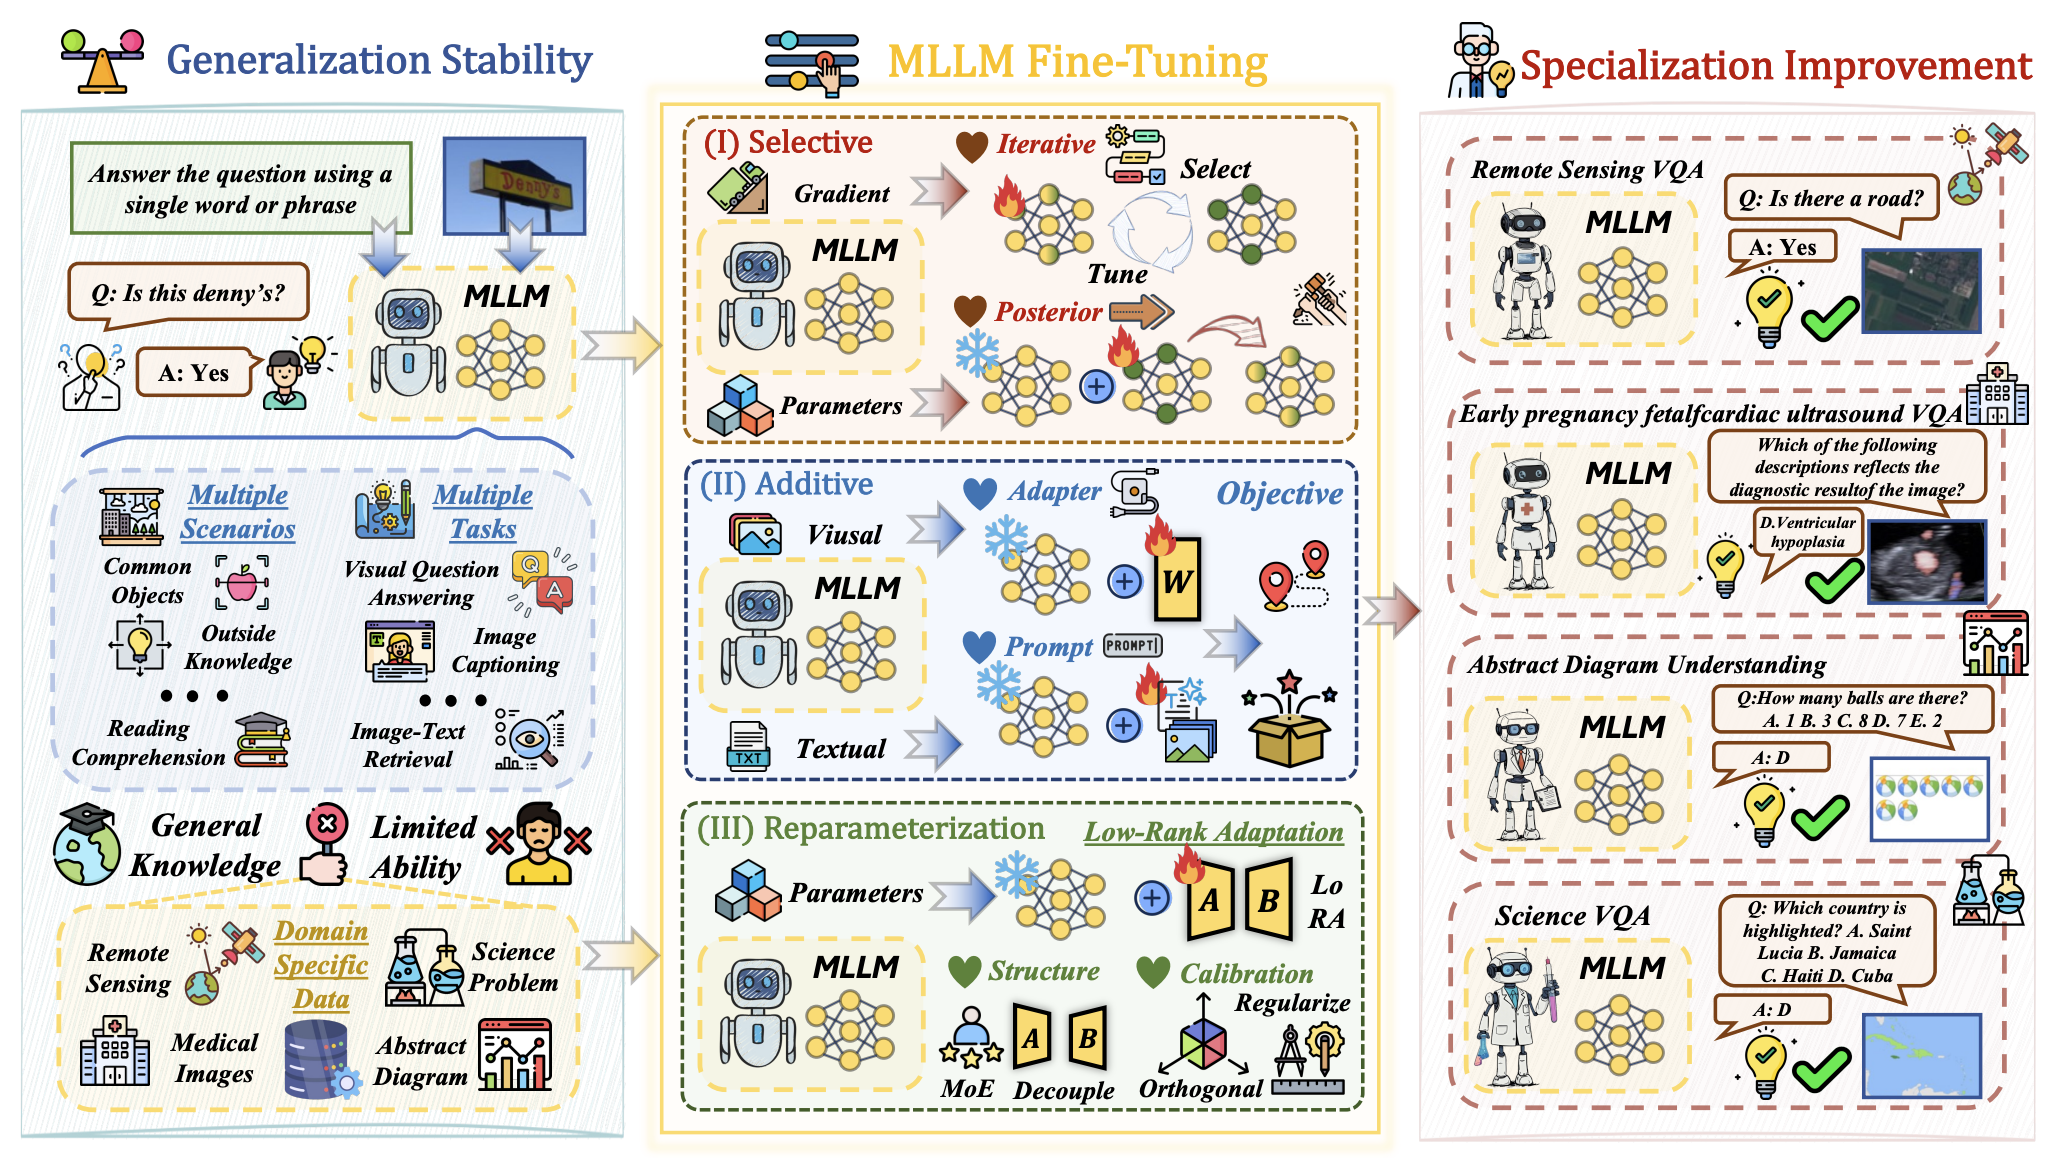 Generalization Stability
Answer the question using a
single word or phrase
Denny's
Q: Is this denny's?
A: Yes
MLLM
Multiple
Scenarios
Multiple
Tasks
Common
Objects
Visual Question
Answering
Q
A
Outside
Knowledge
T
Image
Captioning
Reading
Comprehension
Image-Text
Retrieval
General
Knowledge
Limited
Ability
Remote
Sensing
Domain
Specific
Data
Science
Problem
Medical
Images
Abstract
Diagram
MLLM Fine-Tuning
(I) Selective
Gradient
MLLM
Parameters
Iterative
Select
Tune
Posterior
(II) Additive
Viusal
MLLM
Textual
TXT
Adapter
Objective
W
Prompt
PROMPT
T
(III) Reparameterization
Low-Rank Adaptation
Parameters
A
B
Lo
RA
MLLM
Structure
Calibration
Regularize
A
B
MoE
Decouple
Orthogonal
Specialization Improvement
Remote Sensing VQA
MLLM
Q: Is there a road?
A: Yes
Early pregnancy fetalfcardiac ultrasound VQA
MLLM
Which of the following
descriptions reflects the
diagnostic resultof the image?
D.Ventricular
hypoplasia
Abstract Diagram Understanding
MLLM
Q:How many balls are there?
A. 1 B. 3 C. 8 D. 7 E. 2
A: D
Science VQA
MLLM
Q: Which country is
highlighted? A. Saint
Lucia B. Jamaica
C. Haiti D. Cuba
A: D